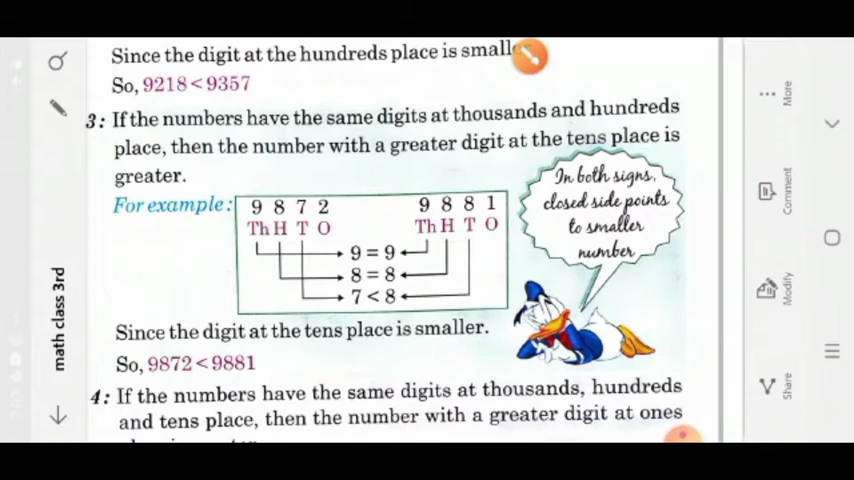 Since the digit at the hundreds place is
So, 9218 < 9357
3: If the numbers have the same digits at thousands and hundreds
place, then the number with a greater digit at the tens place is
greater.
For example:
9 8 7 2 9 8 8 1
Th H T O Th H T O
9 = 9
8 = 8
7 < 8
In both signs,
closed side points
to smaller
number
Since the digit at the tens place is smaller.
So, 9872 < 9881
4: If the numbers have the same digits at thousands, hundreds
and tens place, then the number with a greater digit at ones
math class 3rd
More
Comment
Modify
Share